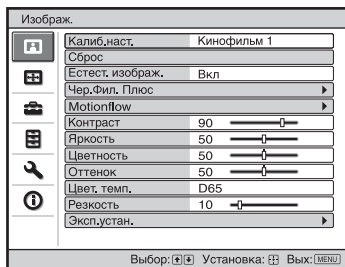 Изображ.
Калиб.наст. Кинофильм 1
Сброс
Естест. изображ. Вкл
Чер.Фил. Плюс
Motionflow
Контраст 90
Яркость 50
Цветность 50
Оттенок 50
Цвет. темп. D65
Резкость 10
Эксп.устан.
Выбор: Установка: Вых: MENU